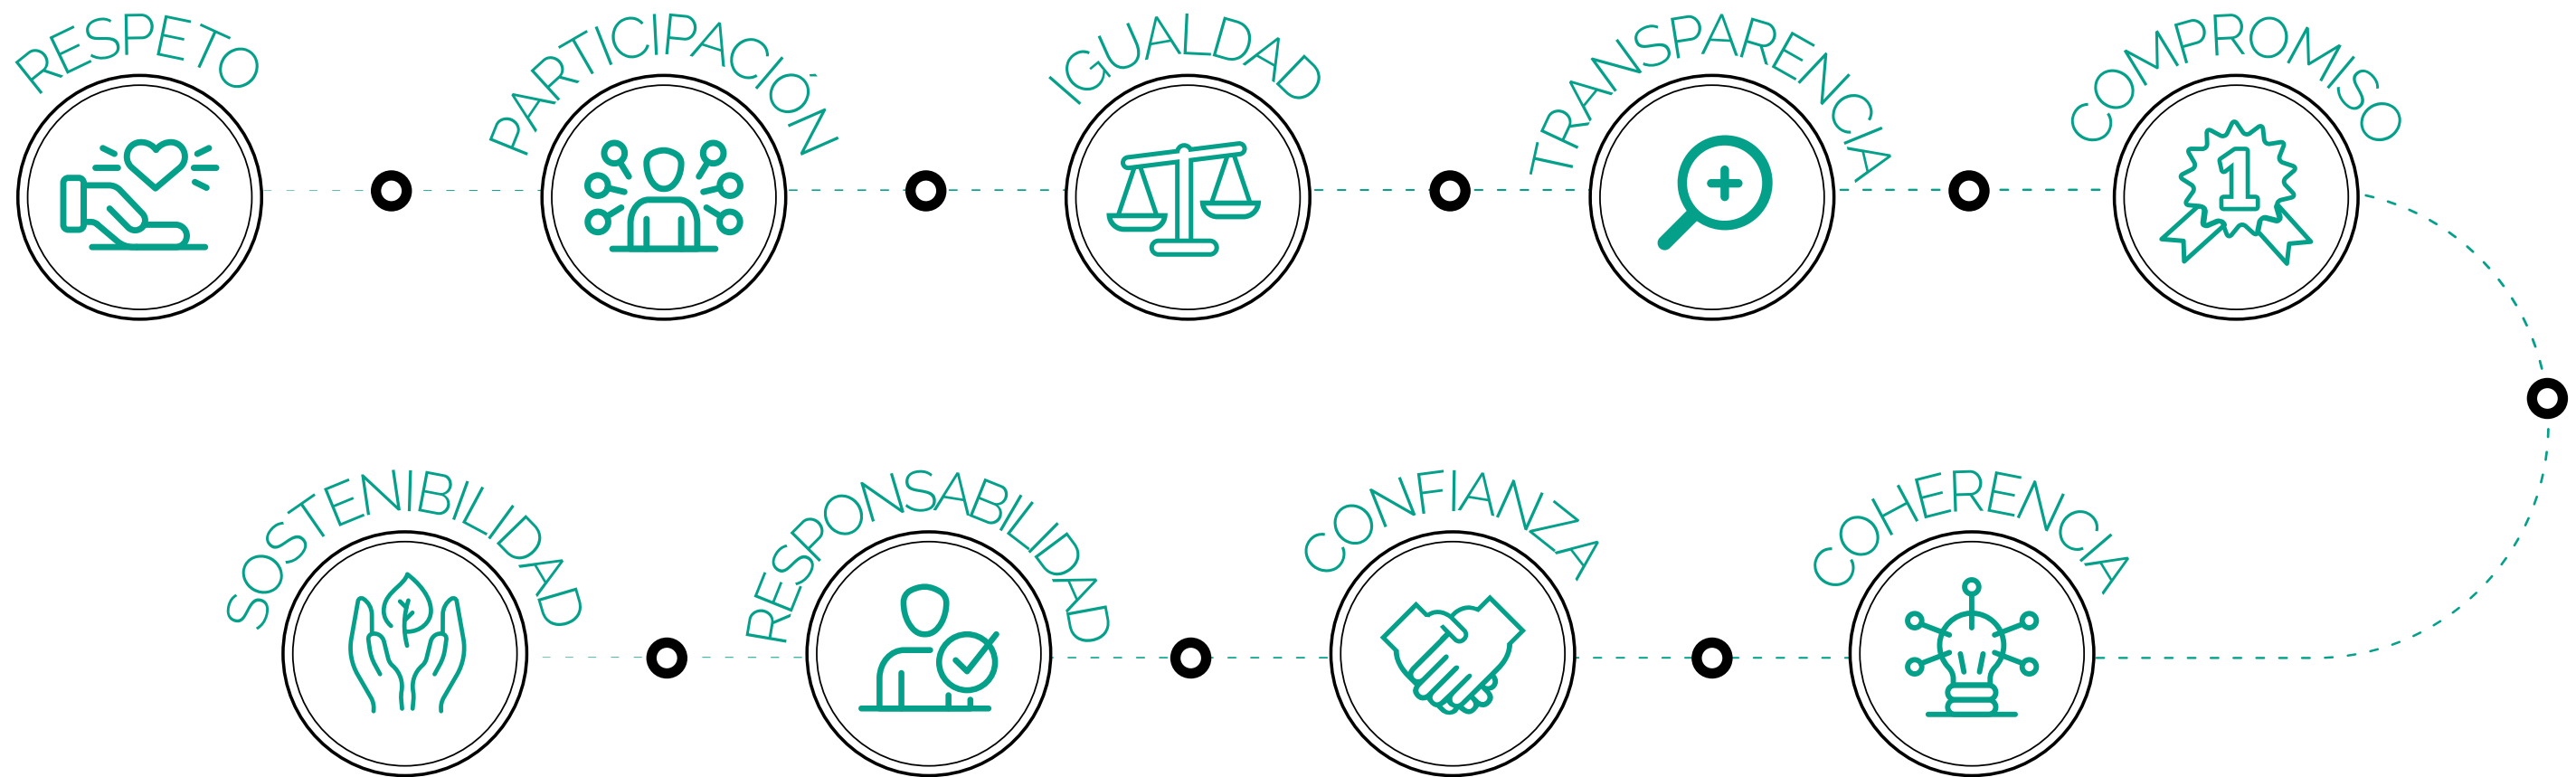 RESPETO
PARTICIPACIÓN
IGUALDAD
TRANSPARENCIA
COMPROMISO
1
SOSTENIBILIDAD
RESPONSABILIDAD
CONFIANZA
COHERENCIA